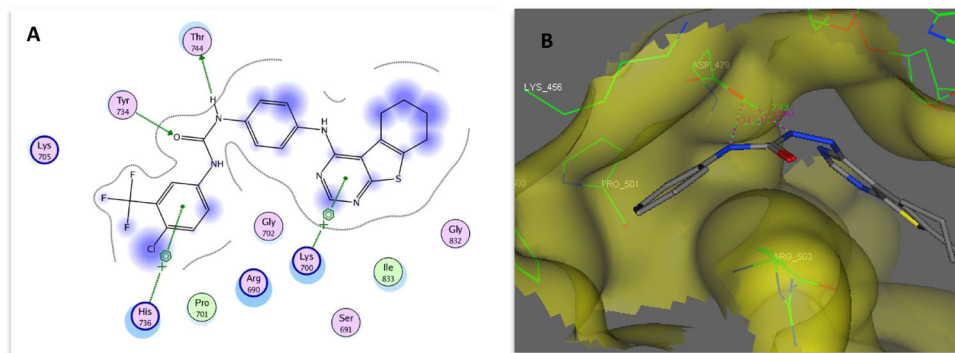 A
B
Thr
744
Tyr
734
Lys
705
H
N
O
NH
H
N
F
F
F
Cl
N
N
S
Gly
702
Lys
700
Gly
832
Arg
690
Ile
833
His
736
Pro
701
Ser
691
LYS_456
ASP_479
PRO_501
ARG_503